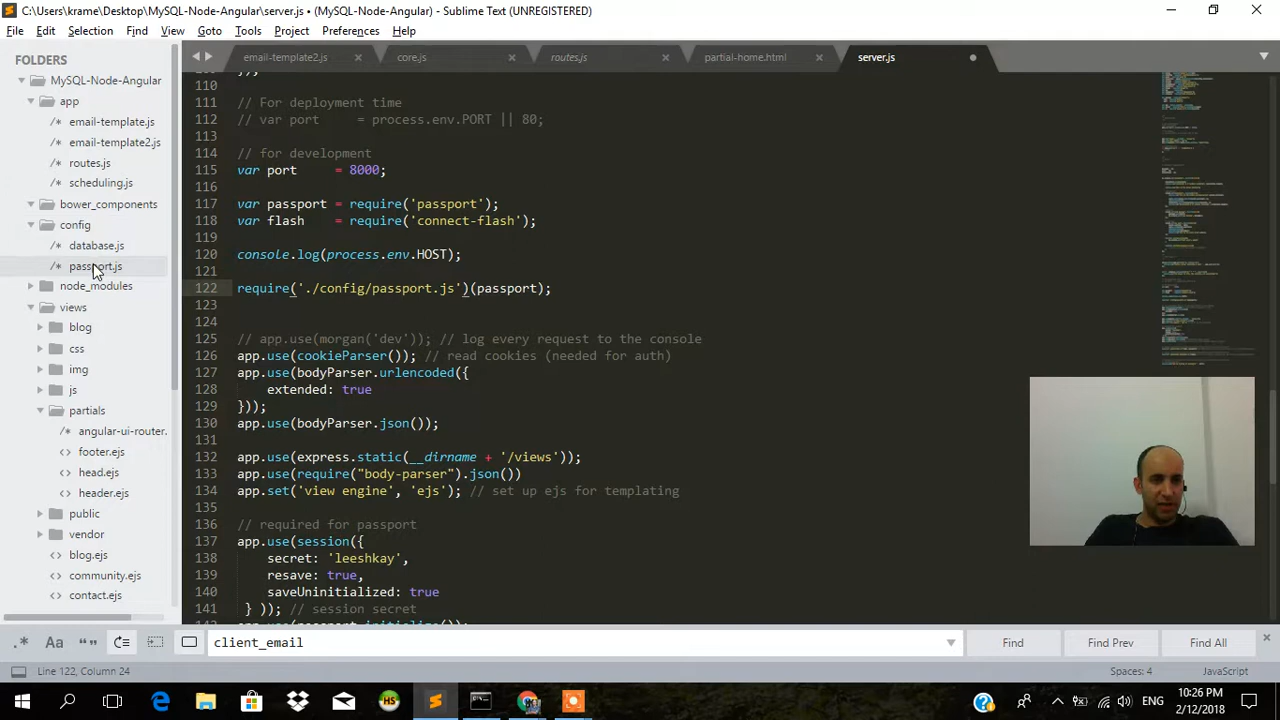 C:\Users\krame\Desktop\MySQL-Node-Angular\server.js • (MySQL-Node-Angular) - Sublime Text (UNREGISTERED)
File Edit Selection Find View Goto Tools Project Preferences Help
FOLDERS
MySQL-Node-Angular
app
email-template.js
email-template2.js
routes.js
scheduling.js
bower_components
config
database.js
passport.js
node_modules
views
blog
css
img
js
partials
angular-ui-router.
footer.ejs
head.ejs
header.ejs
public
vendor
blog.ejs
community.ejs
contact.ejs
email-template2.js core.js routes.js partial-home.html server.js
110
111 // For deployment time
112 // var port = process.env.PORT || 80;
113
114 // for development
115 var port = 8000;
116
117 var passport = require('passport');
118 var flash = require('connect-flash');
119
120 console.log(process.env.HOST);
121
122 require('./config/passport.js')(passport);
123
124
125 // app.use(morgan('dev')); // log every request to the console
126 app.use(cookieParser()); // read cookies (needed for auth)
127 app.use(bodyParser.urlencoded({
128 extended: true
129 }));
130 app.use(bodyParser.json());
131
132 app.use(express.static(__dirname + '/views'));
133 app.use(require("body-parser").json())
134 app.set('view engine', 'ejs'); // set up ejs for templating
135
136 // required for passport
137 app.use(session({
138 secret: 'leeshkay',
139 resave: true,
140 saveUninitialized: true
141 } )); // session secret
client_email
Find Find Prev Find All
Line 122, Column 24
Spaces: 4 JavaScript
ENG
10:26 PM
2/12/2018